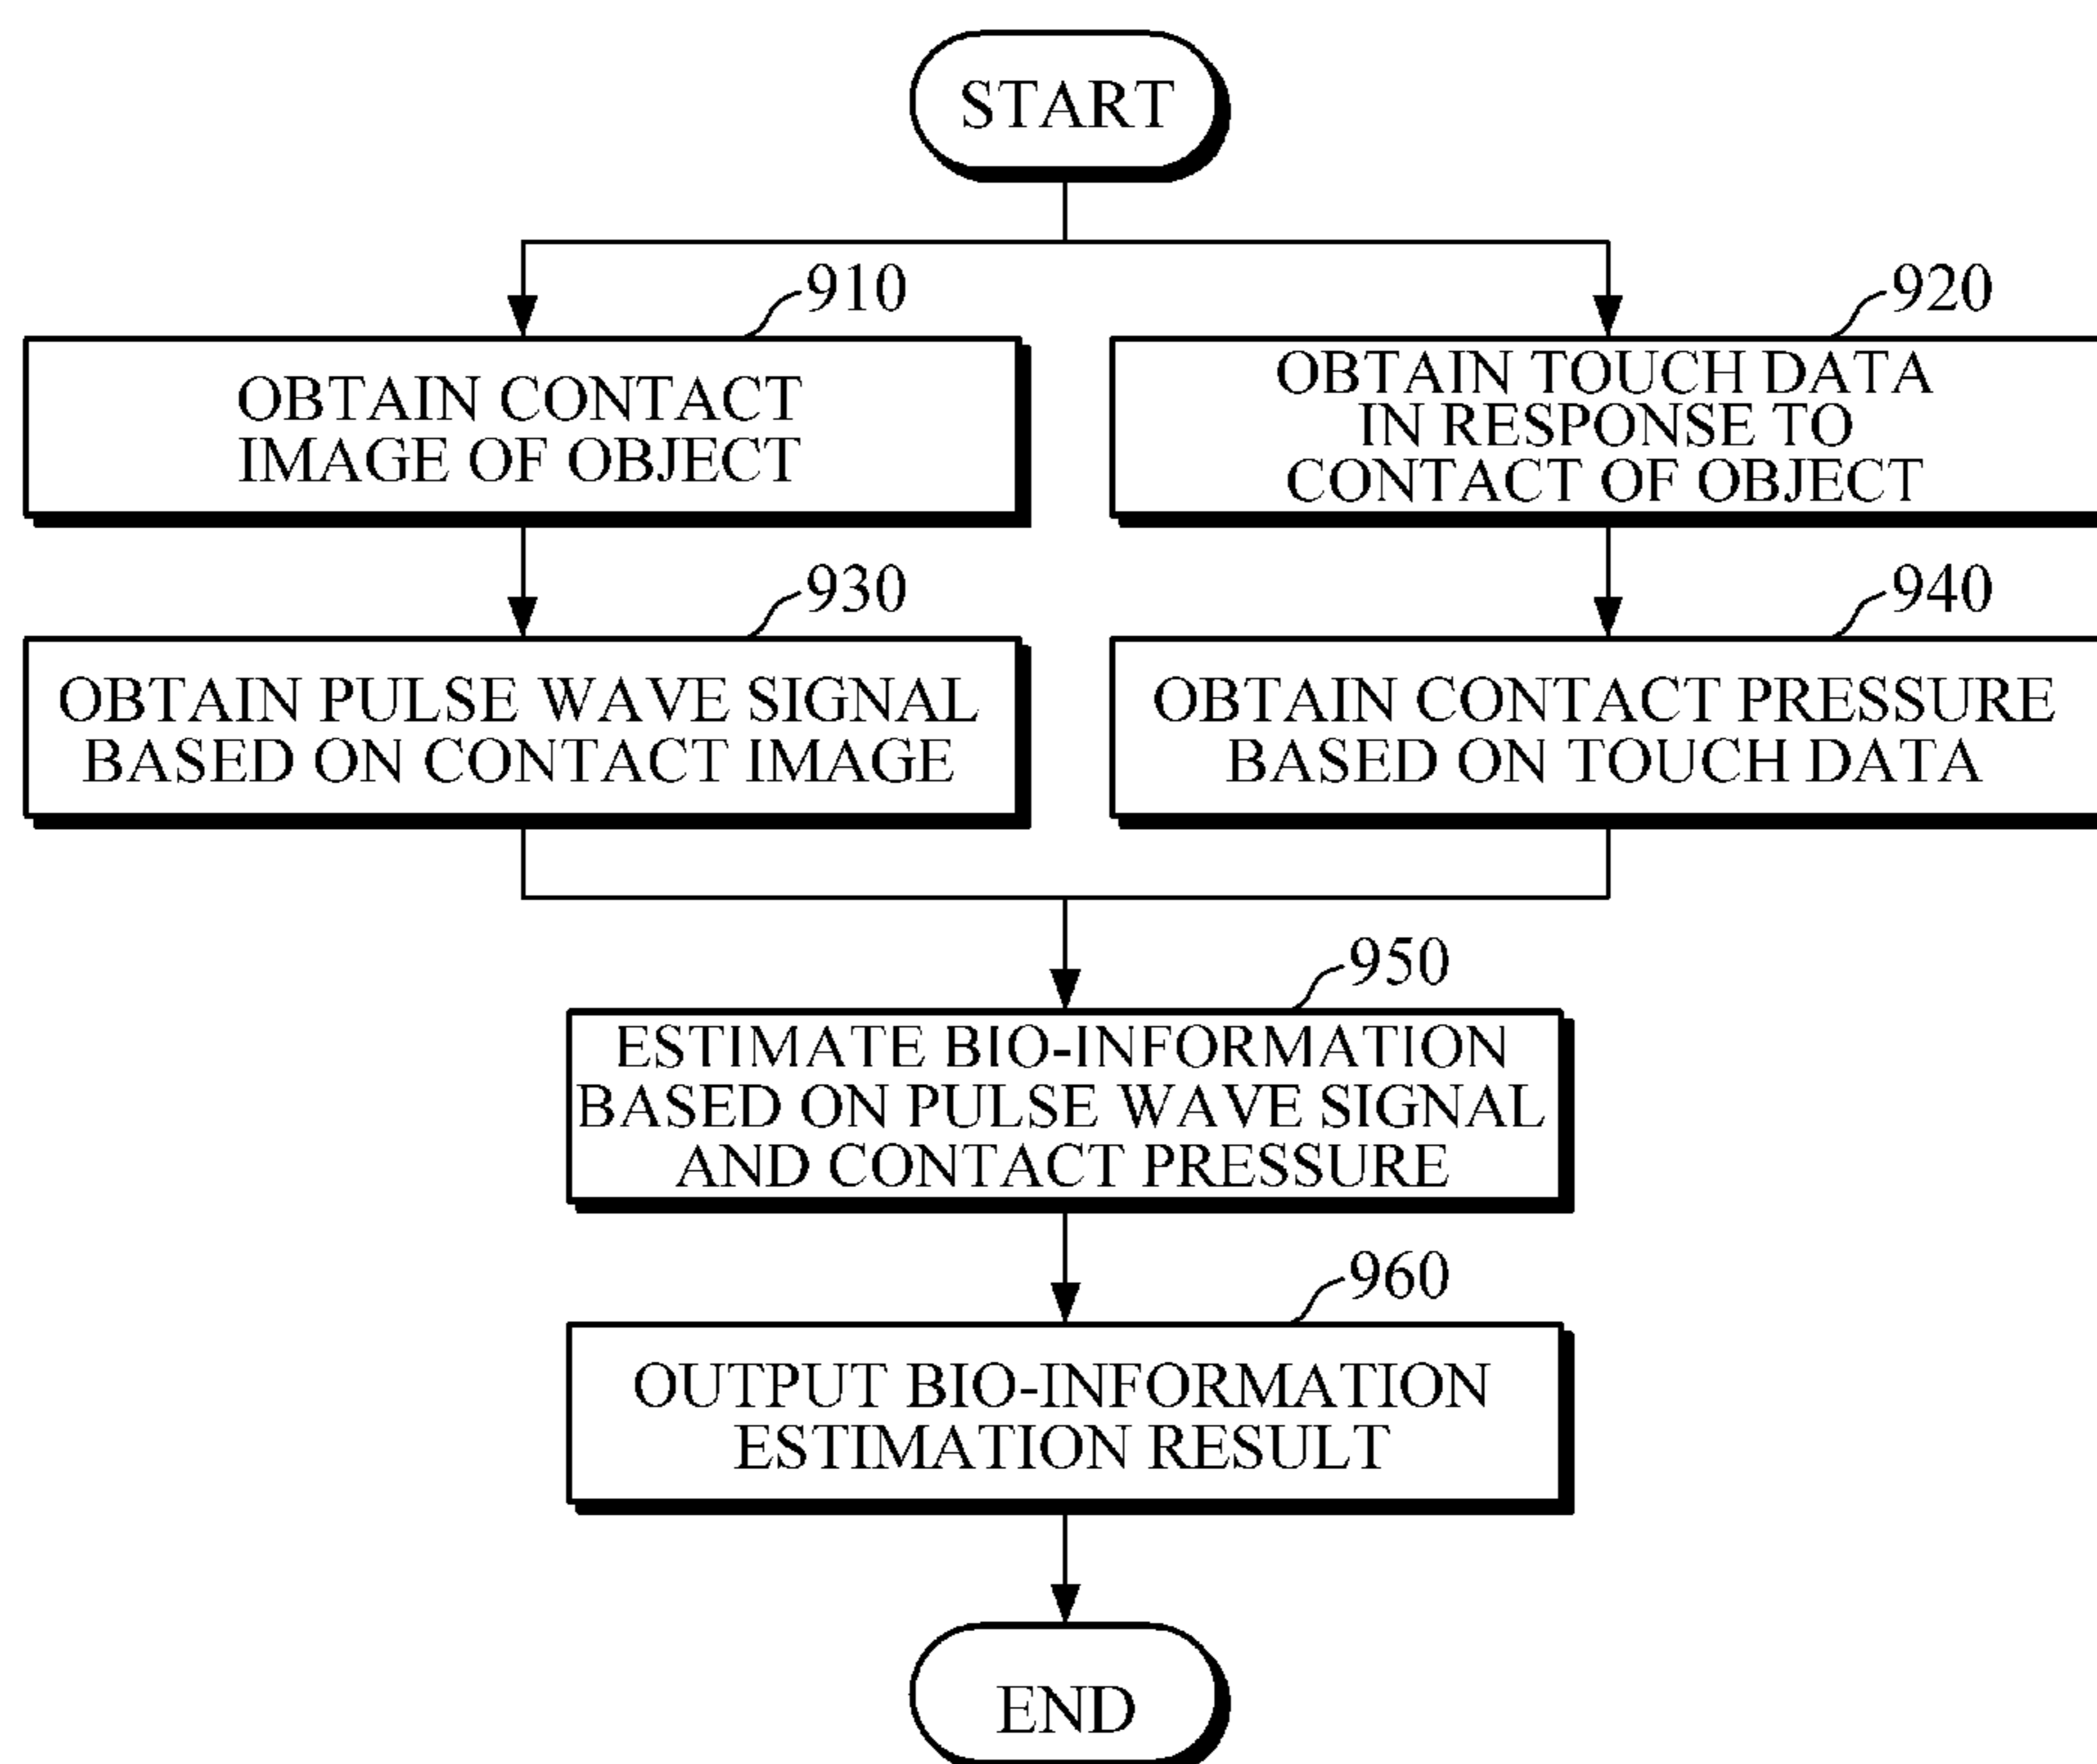 START
910
OBTAIN CONTACT
IMAGE OF OBJECT
920
OBTAIN TOUCH DATA
IN RESPONSE TO
CONTACT OF OBJECT
930
OBTAIN PULSE WAVE SIGNAL
BASED ON CONTACT IMAGE
940
OBTAIN CONTACT PRESSURE
BASED ON TOUCH DATA
950
ESTIMATE BIO-INFORMATION
BASED ON PULSE WAVE SIGNAL
AND CONTACT PRESSURE
960
OUTPUT BIO-INFORMATION
ESTIMATION RESULT
END